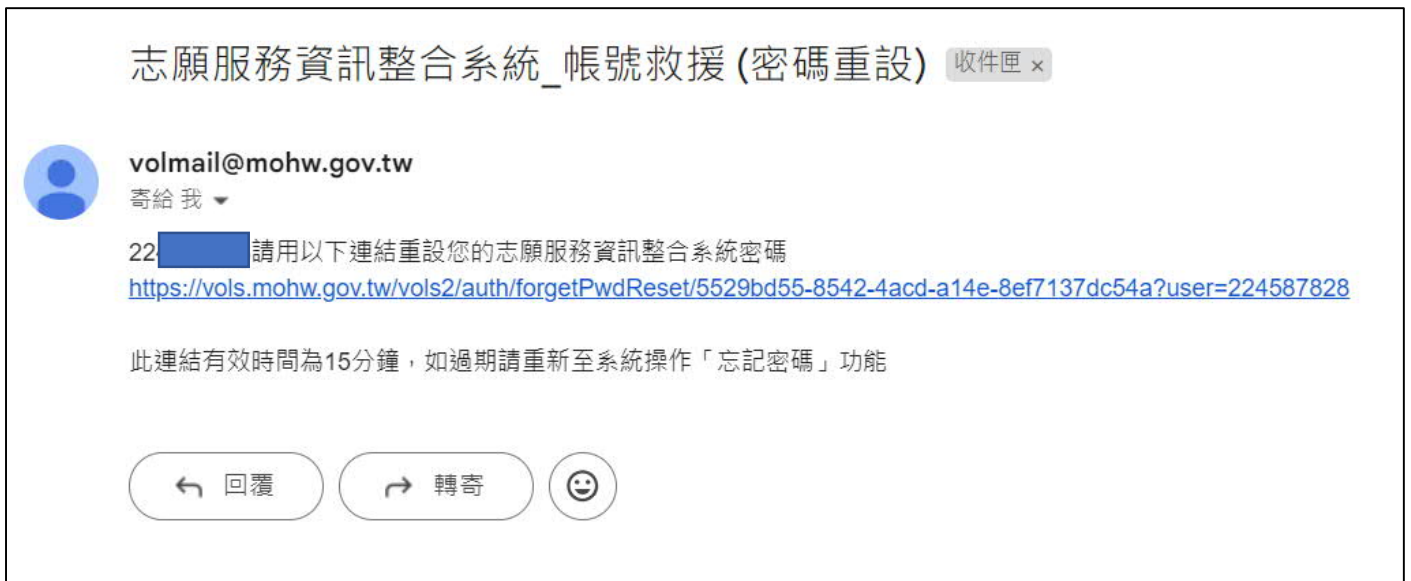 志願服務資訊整合系統_帳號救援 (密碼重設) 收件匣 ×
volmail@mohw.gov.tw
寄給 我
22 請用以下連結重設您的志願服務資訊整合系統密碼
https://vols.mohw.gov.tw/vols2/auth/forgetPwdReset/5529bd55-8542-4acd-a14e-8ef7137dc54a?user=224587828
此連結有效時間為15分鐘，如過期請重新至系統操作「忘記密碼」功能
回覆 轉寄